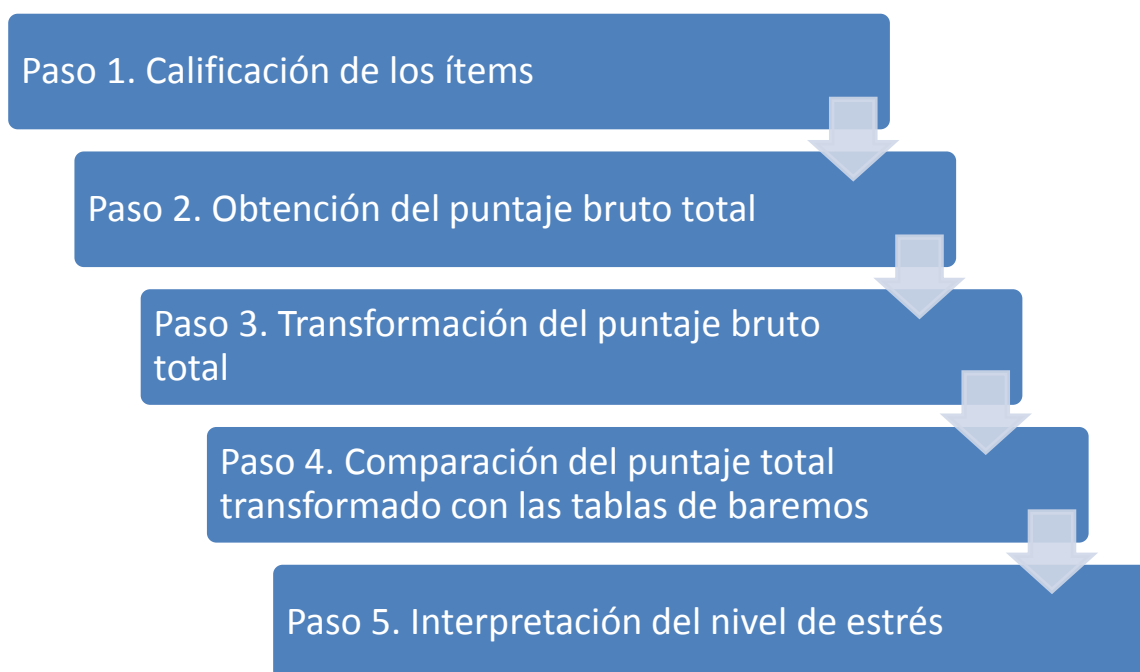 Paso 1. Calificación de los ítems
Paso 2. Obtención del puntaje bruto total
Paso 3. Transformación del puntaje bruto
total
Paso 4. Comparación del puntaje total
transformado con las tablas de baremos
Paso 5. Interpretación del nivel de estrés